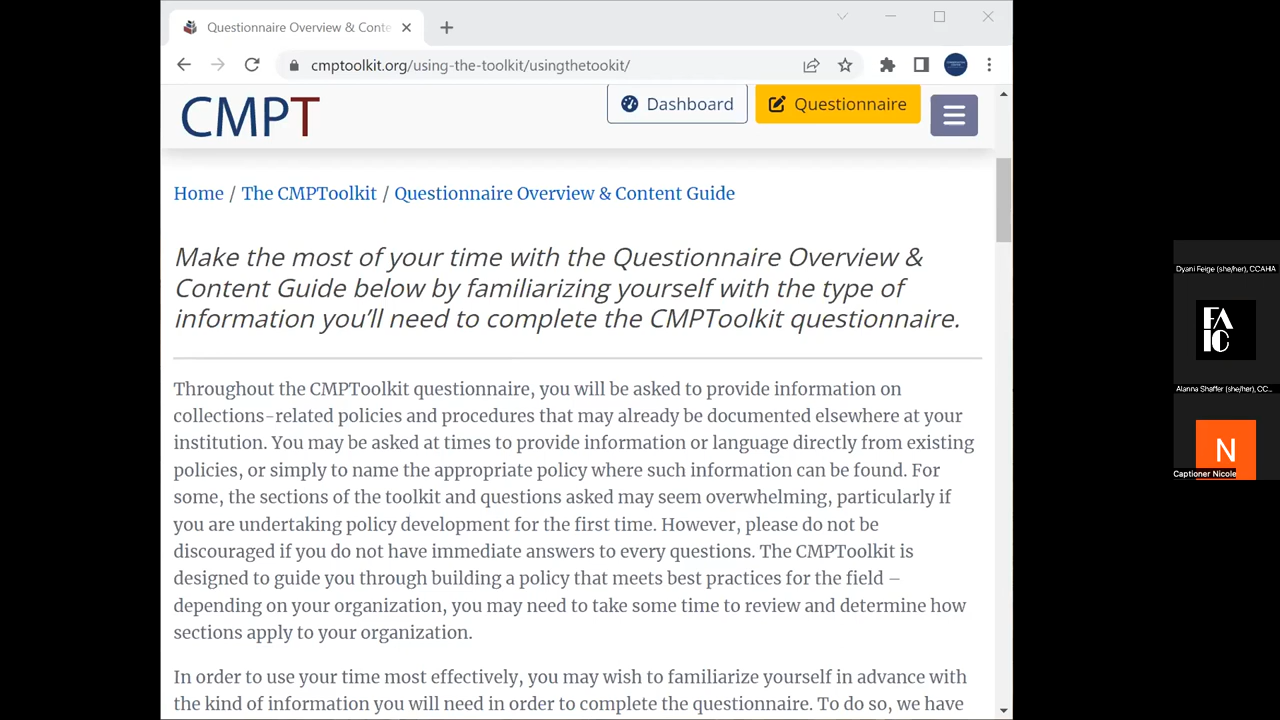 Questionnaire Overview & Conte
cmptoolkit.org/using-the-toolkit/usingthetookit/
CMPT
Dashboard
Questionnaire
Home / The CMPToolkit / Questionnaire Overview & Content Guide
Make the most of your time with the Questionnaire Overview &
Content Guide below by familiarizing yourself with the type of
information you’ll need to complete the CMPToolkit questionnaire.
Throughout the CMPToolkit questionnaire, you will be asked to provide information on
collections-related policies and procedures that may already be documented elsewhere at your
institution. You may be asked at times to provide information or language directly from existing
policies, or simply to name the appropriate policy where such information can be found. For
some, the sections of the toolkit and questions asked may seem overwhelming, particularly if
you are undertaking policy development for the first time. However, please do not be
discouraged if you do not have immediate answers to every questions. The CMPToolkit is
designed to guide you through building a policy that meets best practices for the field –
depending on your organization, you may need to take some time to review and determine how
sections apply to your organization.
In order to use your time most effectively, you may wish to familiarize yourself in advance with
the kind of information you will need in order to complete the questionnaire. To do so, we have
Dyani Feige (she/her), CCAHA
FAIC
Alanna Shaffer (she/her), CC...
N
Captioner Nicole